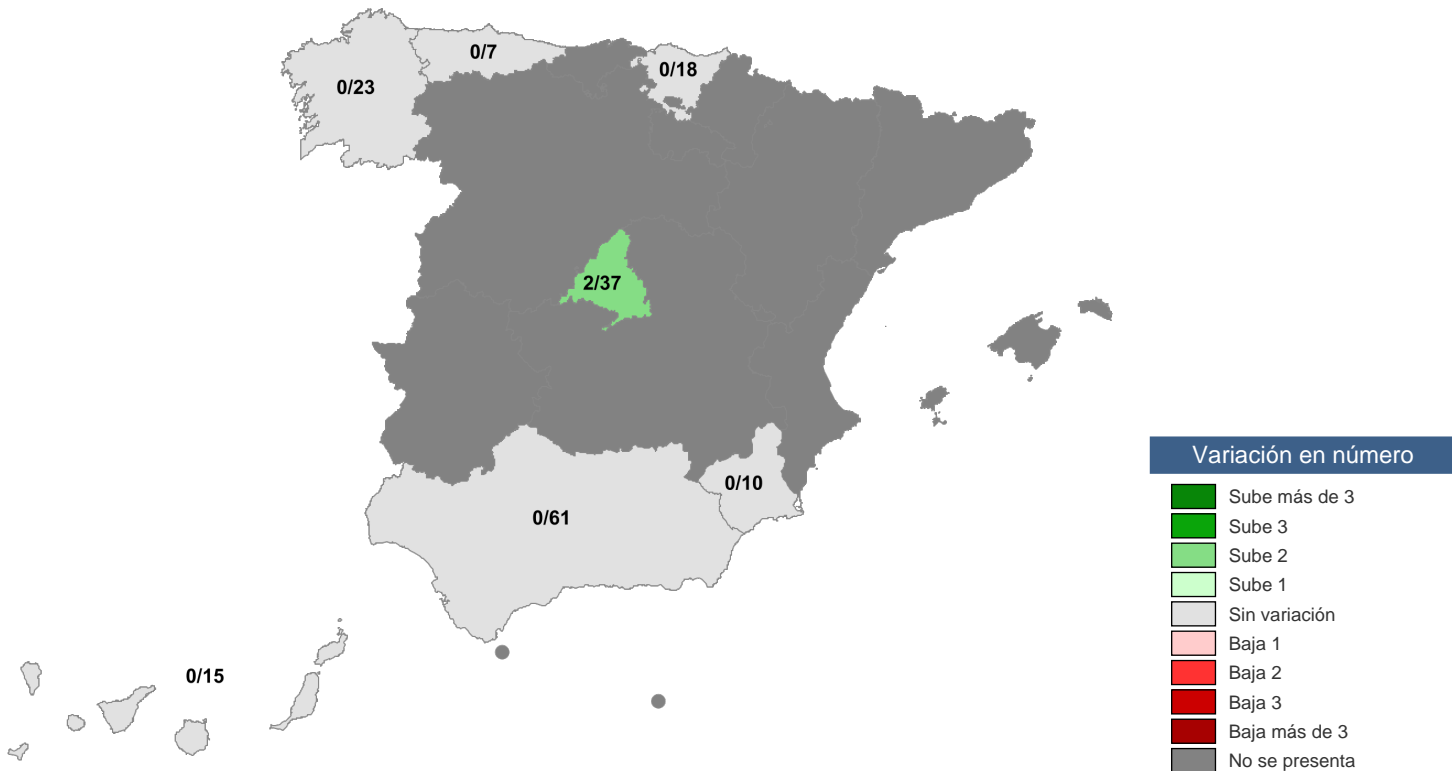 0/7
0/18
0/23
2/37
0/10
0/61
0/15
Variación en número
Sube más de 3
Sube 3
Sube 2
Sube 1
Sin variación
Baja 1
Baja 2
Baja 3
Baja más de 3
No se presenta